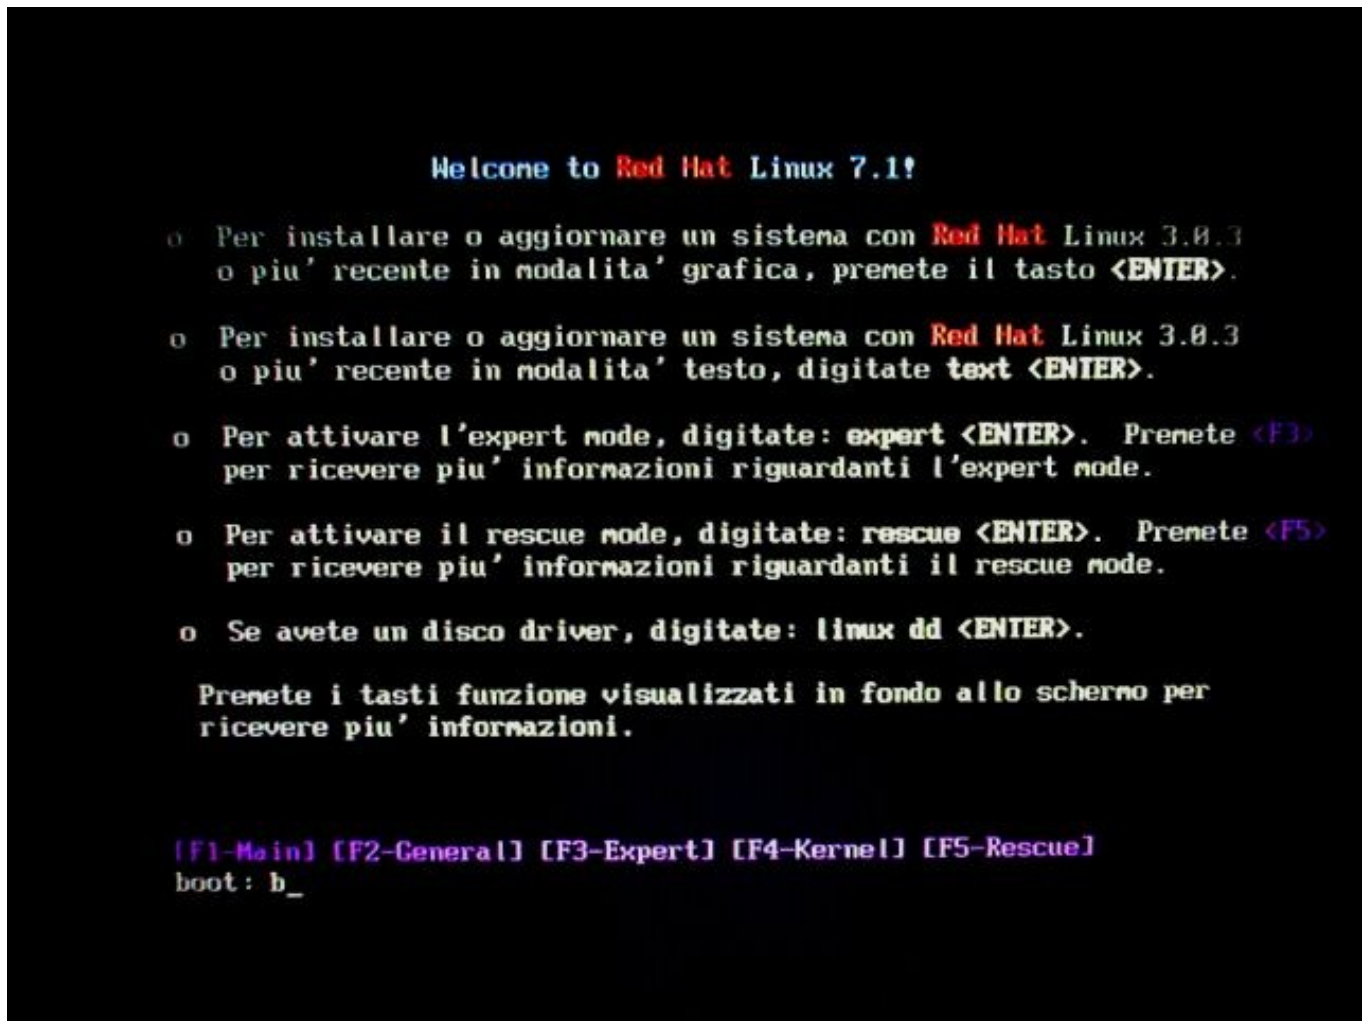 Welcome to Red Hat Linux 7.1!
o Per installare o aggiornare un sistema con Red Hat Linux 3.0.3
o piu' recente in modalita' grafica, premete il tasto <ENTER>.
o Per installare o aggiornare un sistema con Red Hat Linux 3.0.3
o piu' recente in modalita' testo, digitate text <ENTER>.
o Per attivare l'expert mode, digitate: expert <ENTER>. Premete <F3>
per ricevere piu' informazioni riguardanti l'expert mode.
o Per attivare il rescue mode, digitate: rescue <ENTER>. Premete <F5>
per ricevere piu' informazioni riguardanti il rescue mode.
o Se avete un disco driver, digitate: linux dd <ENTER>.
Premete i tasti funzione visualizzati in fondo allo schermo per
ricevere piu' informazioni.
[F1-Main] [F2-General] [F3-Expert] [F4-Kernel] [F5-Rescue]
boot: b_